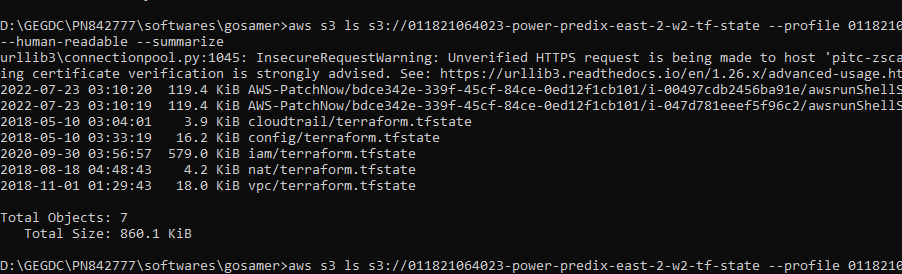 D:\GEGDC\PN842777\softwares\gosamer>aws s3 ls s3://011821064023-power-predix-east-2-w2-tf-state --profile 011821
--human-readable --summarize
urllib3\connectionpool.py:1045: InsecureRequestWarning: Unverified HTTPS request is being made to host 'pitc-zsca
ing certificate verification is strongly advised. See: https://urllib3.readthedocs.io/en/1.26.x/advanced-usage.ht
2022-07-23 03:10:20  119.4 KiB AWS-PatchNow/bdce342e-339f-45cf-84ce-0ed12f1cb101/i-00497cdb2456ba91e/awsrunShellS
2022-07-23 03:10:19  119.4 KiB AWS-PatchNow/bdce342e-339f-45cf-84ce-0ed12f1cb101/i-047d781eeef5f96c2/awsrunShellS
2018-05-10 03:04:01    3.9 KiB cloudtrail/terraform.tfstate
2018-05-10 03:33:19   16.2 KiB config/terraform.tfstate
2020-09-30 03:56:57  579.0 KiB iam/terraform.tfstate
2018-08-18 04:48:43    4.2 KiB nat/terraform.tfstate
2018-11-01 01:29:43   18.0 KiB vpc/terraform.tfstate
Total Objects: 7
   Total Size: 860.1 KiB
D:\GEGDC\PN842777\softwares\gosamer>aws s3 ls s3://011821064023-power-predix-east-2-w2-tf-state --profile 011821